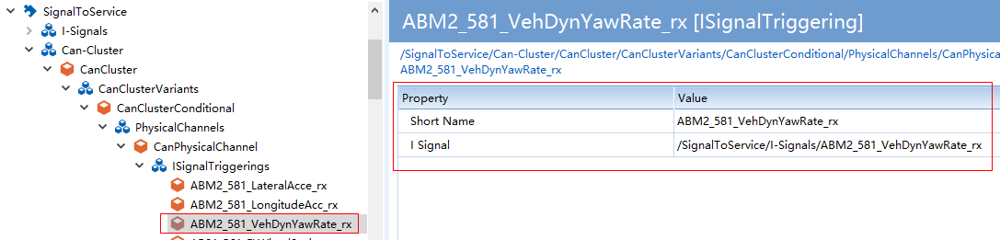 SignalToService
I-Signals
Can-Cluster
CanCluster
CanClusterVariants
CanClusterConditional
PhysicalChannels
CanPhysicalChannel
ISignalTriggerings
ABM2_581_LateralAcce_rx
ABM2_581_LongitudeAcc_rx
ABM2_581_VehDynYawRate_rx
ABM2_581_VehDynYawRate_rx [ISignalTriggering]
/SignalToService/Can-Cluster/CanCluster/CanClusterVariants/CanClusterConditional/PhysicalChannels/CanPhysica
ABM2_581_VehDynYawRate_rx
Property Value
Short Name ABM2_581_VehDynYawRate_rx
I Signal /SignalToService/I-Signals/ABM2_581_VehDynYawRate_rx